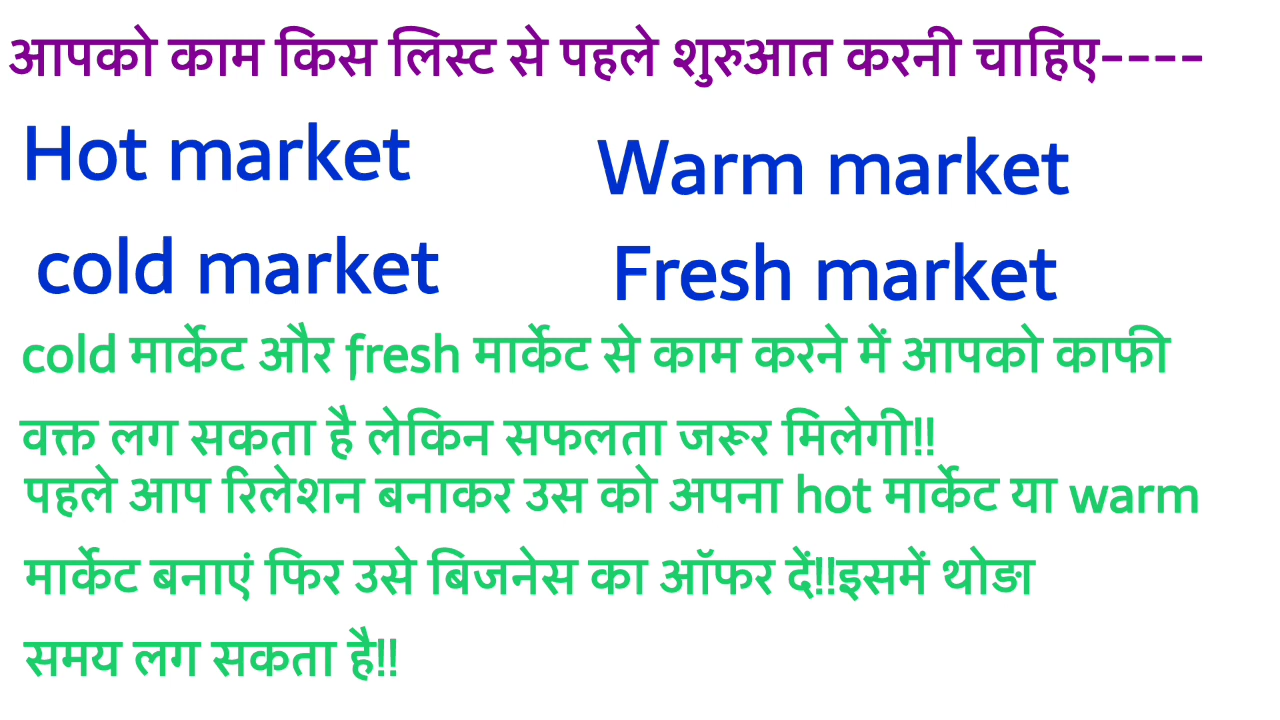 आपको काम किस लिस्ट से पहले शुरुआत करनी चाहिए----
Hot market Warm market
cold market Fresh market
cold मार्केट और fresh मार्केट से काम करने में आपको काफी
वक्त लग सकता है लेकिन सफलता जरूर मिलेगी!!
पहले आप रिलेशन बनाकर उस को अपना hot मार्केट या warm
मार्केट बनाएं फिर उसे बिजनेस का ऑफर दें!!इसमें थोङा
समय लग सकता है!!